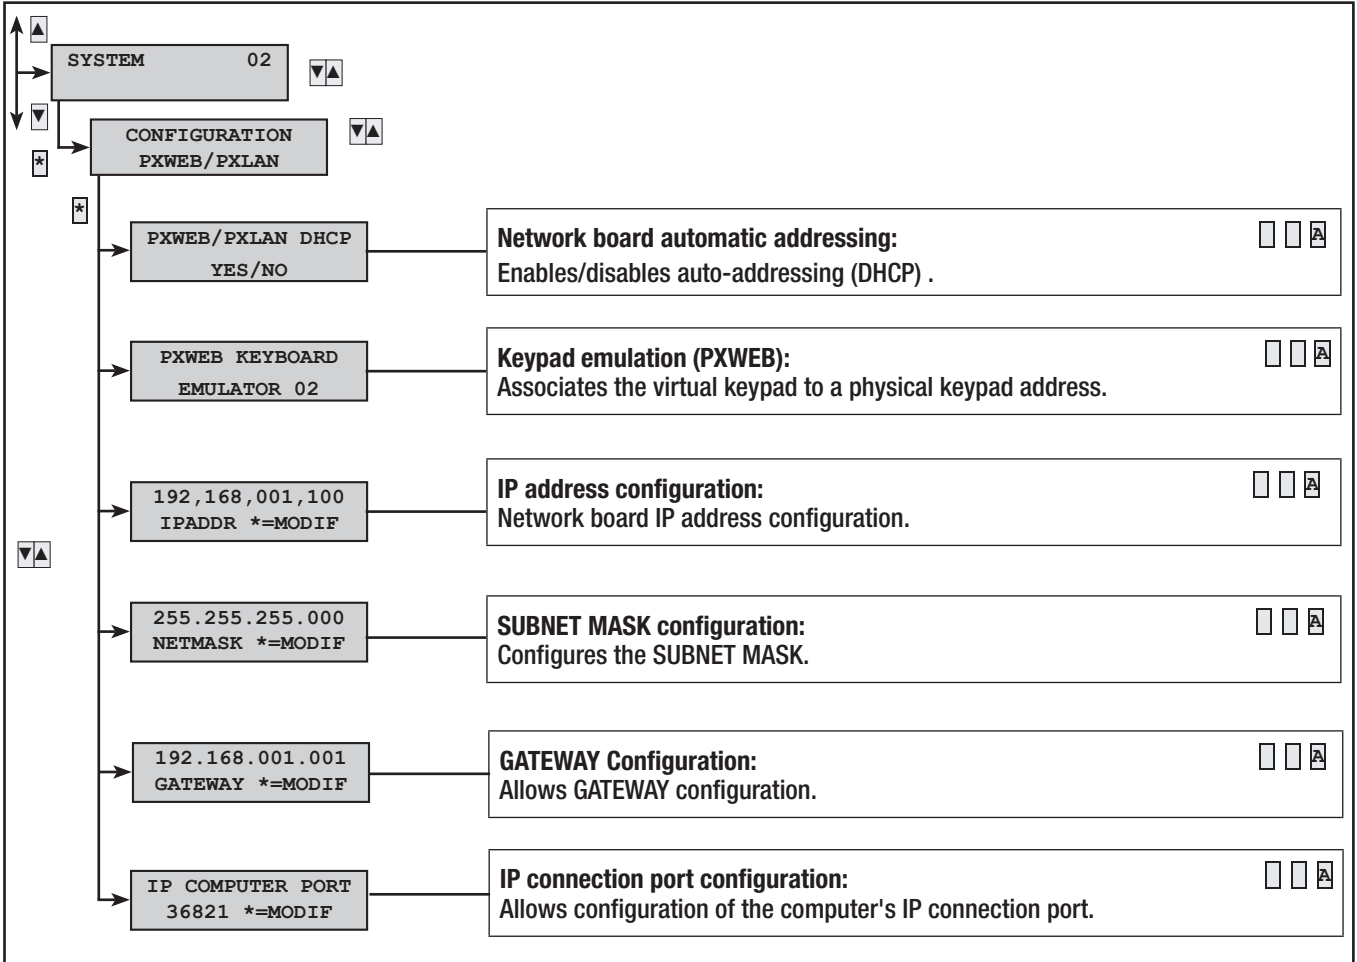 ▲
SYSTEM 02
▼▲
▼
CONFIGURATION
PXWEB/PXLAN
▼▲
*
*
PXWEB/PXLAN DHCP
YES/NO
Network board automatic addressing:
Enables/disables auto-addressing (DHCP) .
A
PXWEB KEYBOARD
EMULATOR 02
Keypad emulation (PXWEB):
Associates the virtual keypad to a physical keypad address.
A
192,168,001,100
IPADDR *=MODIF
IP address configuration:
Network board IP address configuration.
A
▼▲
255.255.255.000
NETMASK *=MODIF
SUBNET MASK configuration:
Configures the SUBNET MASK.
A
192.168.001.001
GATEWAY *=MODIF
GATEWAY Configuration:
Allows GATEWAY configuration.
A
IP COMPUTER PORT
36821 *=MODIF
IP connection port configuration:
Allows configuration of the computer's IP connection port.
A